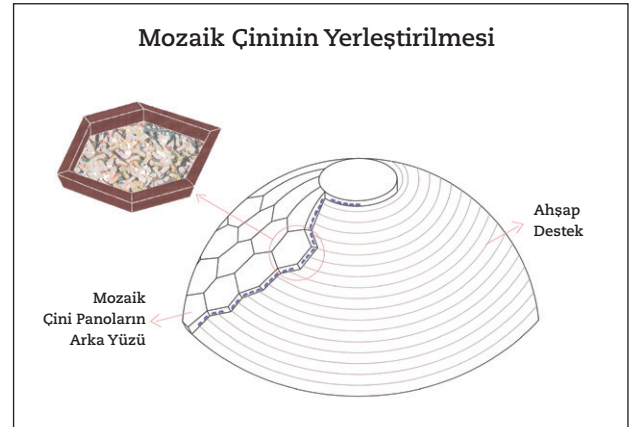 Mozaik Çininin Yerleştirilmesi
Ahşap
Destek
Mozaik
Çini Panoların
Arka Yüzü